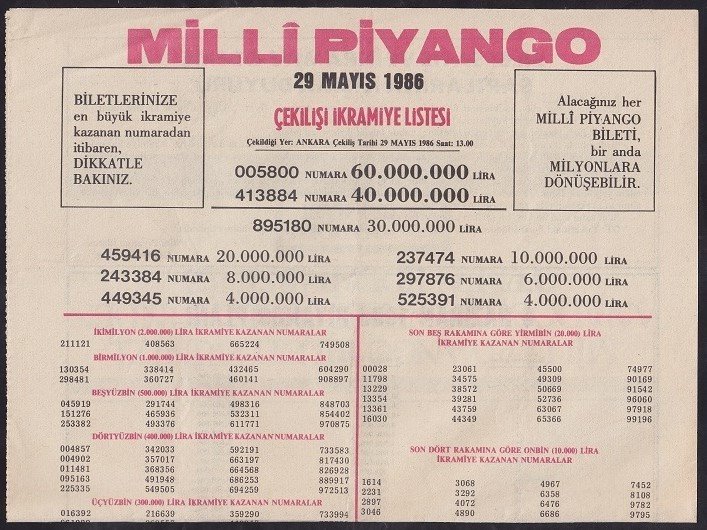 MİLLÎ PİYANGO
29 MAYIS 1986
ÇEKİLİŞİ İKRAMİYE LİSTESİ
Çekildiği Yer: ANKARA Çekiliş Tarihi 29 MAYIS 1986 Saat: 13.00
BİLETLERİNİZE
en büyük ikramiye
kazanan numaradan
itibaren,
DİKKATLE
BAKINIZ.
Alacağınız her
MİLLÎ PİYANGO
BİLETİ,
bir anda
MİLYONLARA
DÖNÜŞEBİLİR.
005800 NUMARA 60.000.000 LİRA
413884 NUMARA 40.000.000 LİRA
895180 NUMARA 30.000.000 LİRA
459416 NUMARA 20.000.000 LİRA
237474 NUMARA 10.000.000 LİRA
243384 NUMARA 8.000.000 LİRA
297876 NUMARA 6.000.000 LİRA
449345 NUMARA 4.000.000 LİRA
525391 NUMARA 4.000.000 LİRA
İKİMİLYON (2.000.000) LİRA İKRAMİYE KAZANAN NUMARALAR
211121 408563 665224 749508
BİRMİLYON (1.000.000) LİRA İKRAMİYE KAZANAN NUMARALAR
130354 338414 432465 604290
298481 360727 460141 908897
BEŞYÜZBİN (500.000) LİRA İKRAMİYE KAZANAN NUMARALAR
045919 291744 498316 848703
151276 465936 532311 854402
253382 493376 611771 970875
DÖRTYÜZBİN (400.000) LİRA İKRAMİYE KAZANAN NUMARALAR
004857 342033 592191 733583
004902 357017 663197 817430
011481 368354 664568 826928
095163 491948 686253 889917
225335 549505 694259 972513
ÜÇYÜZBİN (300.000) LİRA İKRAMİYE KAZANAN NUMARALAR
016392 216639 359290 733994
SON BEŞ RAKAMINA GÖRE YİRMİBİN (20.000) LİRA
İKRAMİYE KAZANAN NUMARALAR
00028 23061 45500 74977
11798 34575 49309 90169
13229 38572 50669 91542
13354 39281 52736 96060
13361 43759 63067 97918
16030 44349 65366 99196
SON DÖRT RAKAMINA GÖRE ONBİN (10.000) LİRA
İKRAMİYE KAZANAN NUMARALAR
1614 3068 4967 7452
2231 3292 6358 8108
2897 4072 6476 9782
3046 4890 6686 9795